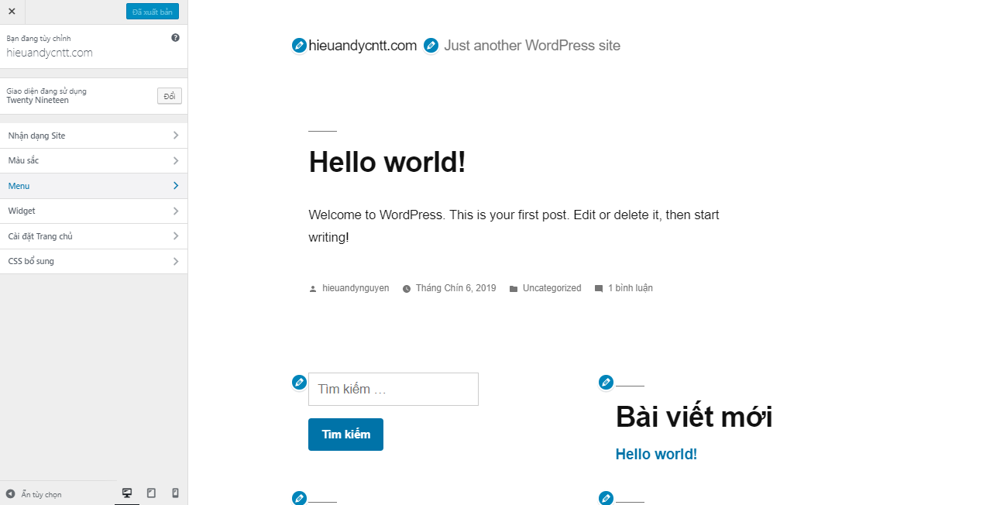 Đã xuất bản
Bạn đang tùy chỉnh
hieuandycntt.com
Giao diện đang sử dụng
Twenty Nineteen
Đổi
Nhận dạng Site
Màu sắc
Menu
Widget
Cài đặt Trang chủ
CSS bổ sung
Ẩn tùy chọn
hieuandycntt.com
Just another WordPress site
Hello world!
Welcome to WordPress. This is your first post. Edit or delete it, then start
writing!
hieuandynguyen Tháng Chín 6, 2019 Uncategorized 1 bình luận
Tìm kiếm …
Tìm kiếm
Bài viết mới
Hello world!